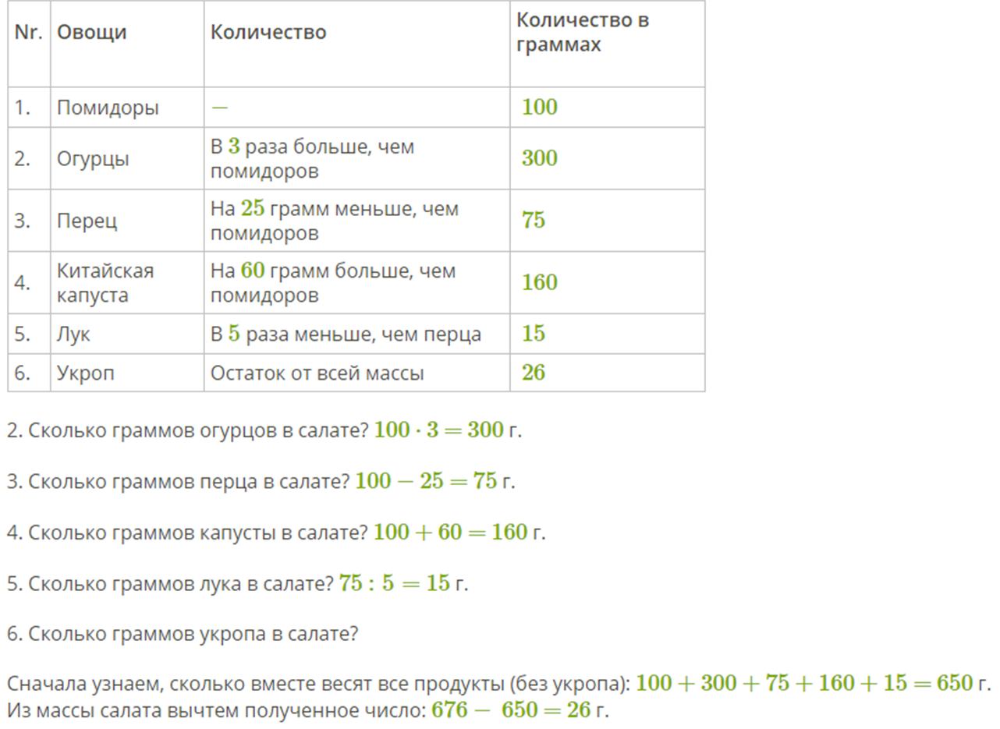 Nr. Овощи Количество Количество в
граммах
1. Помидоры — 100
2. Огурцы В 3 раза больше, чем
помидоров 300
3. Перец На 25 грамм меньше, чем
помидоров 75
4. Китайская
капуста На 60 грамм больше, чем
помидоров 160
5. Лук В 5 раза меньше, чем перца 15
6. Укроп Остаток от всей массы 26
2. Сколько граммов огурцов в салате? 100 · 3 = 300 г.
3. Сколько граммов перца в салате? 100 − 25 = 75 г.
4. Сколько граммов капусты в салате? 100 + 60 = 160 г.
5. Сколько граммов лука в салате? 75 : 5 = 15 г.
6. Сколько граммов укропа в салате?
Сначала узнаем, сколько вместе весят все продукты (без укропа): 100 + 300 + 75 + 160 + 15 = 650 г.
Из массы салата вычтем полученное число: 676 − 650 = 26 г.